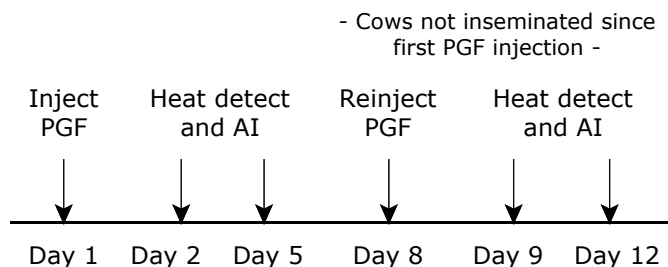 - Cows not inseminated since
first PGF injection -
Inject
PGF
Heat detect
and AI
Reinject
PGF
Heat detect
and AI
Day 1
Day 2
Day 5
Day 8
Day 9
Day 12